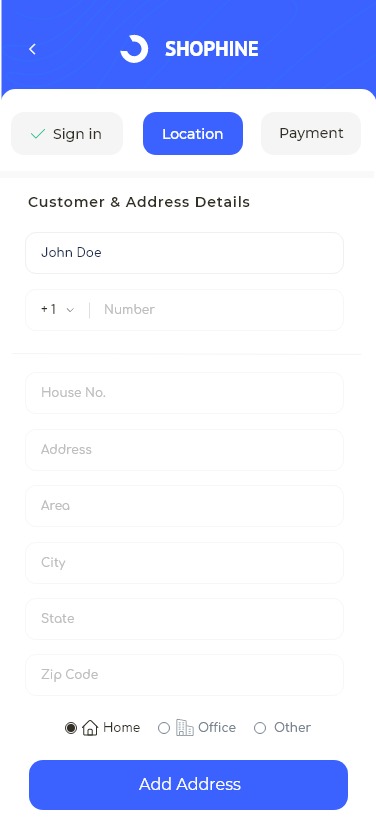 SHOPHINE
Sign in
Location
Payment
Customer & Address Details
John Doe
+ 1 Number
House No.
Address
Area
City
State
Zip Code
Home Office Other
Add Address